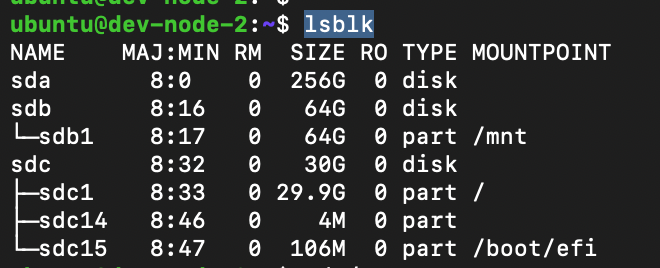 ubuntu@dev-node-2:~$ lsblk
NAME    MAJ:MIN RM  SIZE RO TYPE MOUNTPOINT
sda       8:0    0  256G  0 disk
sdb       8:16   0   64G  0 disk
└─sdb1    8:17   0   64G  0 part /mnt
sdc       8:32   0   30G  0 disk
├─sdc1    8:33   0 29.9G  0 part /
├─sdc14   8:46   0    4M  0 part
└─sdc15   8:47   0  106M  0 part /boot/efi